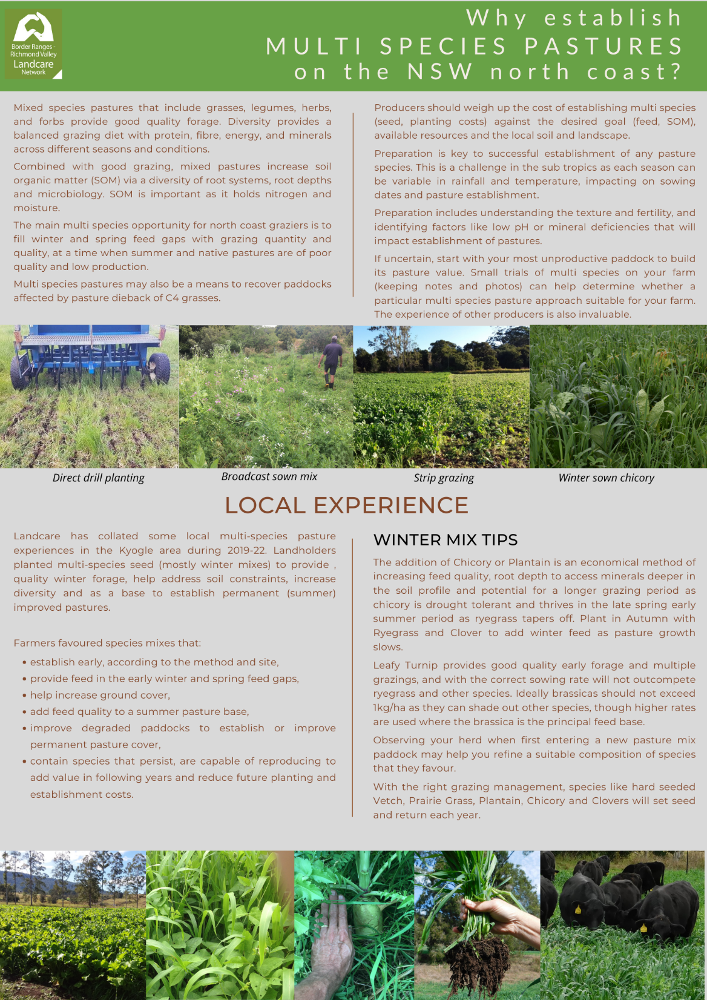 Border Ranges -
Richmond Valley
Landcare
Network
Why establish
MULTI SPECIES PASTURES
on the NSW north coast?
Mixed species pastures that include grasses, legumes, herbs,
and forbs provide good quality forage. Diversity provides a
balanced grazing diet with protein, fibre, energy, and minerals
across different seasons and conditions.
Combined with good grazing, mixed pastures increase soil
organic matter (SOM) via a diversity of root systems, root depths
and microbiology. SOM is important as it holds nitrogen and
moisture.
The main multi species opportunity for north coast graziers is to
fill winter and spring feed gaps with grazing quantity and
quality, at a time when summer and native pastures are of poor
quality and low production.
Multi species pastures may also be a means to recover paddocks
affected by pasture dieback of C4 grasses.
Producers should weigh up the cost of establishing multi species
(seed, planting costs) against the desired goal (feed, SOM),
available resources and the local soil and landscape.
Preparation is key to successful establishment of any pasture
species. This is a challenge in the sub tropics as each season can
be variable in rainfall and temperature, impacting on sowing
dates and pasture establishment.
Preparation includes understanding the texture and fertility, and
identifying factors like low pH or mineral deficiencies that will
impact establishment of pastures.
If uncertain, start with your most unproductive paddock to build
its pasture value. Small trials of multi species on your farm
(keeping notes and photos) can help determine whether a
particular multi species pasture approach suitable for your farm.
The experience of other producers is also invaluable.
Direct drill planting
Broadcast sown mix
Strip grazing
Winter sown chicory
LOCAL EXPERIENCE
Landcare has collated some local multi-species pasture
experiences in the Kyogle area during 2019-22. Landholders
planted multi-species seed (mostly winter mixes) to provide ,
quality winter forage, help address soil constraints, increase
diversity and as a base to establish permanent (summer)
improved pastures.
Farmers favoured species mixes that:
• establish early, according to the method and site,
• provide feed in the early winter and spring feed gaps,
• help increase ground cover,
• add feed quality to a summer pasture base,
• improve degraded paddocks to establish or improve
permanent pasture cover,
• contain species that persist, are capable of reproducing to
add value in following years and reduce future planting and
establishment costs.
WINTER MIX TIPS
The addition of Chicory or Plantain is an economical method of
increasing feed quality, root depth to access minerals deeper in
the soil profile and potential for a longer grazing period as
chicory is drought tolerant and thrives in the late spring early
summer period as ryegrass tapers off. Plant in Autumn with
Ryegrass and Clover to add winter feed as pasture growth
slows.
Leafy Turnip provides good quality early forage and multiple
grazings, and with the correct sowing rate will not outcompete
ryegrass and other species. Ideally brassicas should not exceed
1kg/ha as they can shade out other species, though higher rates
are used where the brassica is the principal feed base.
Observing your herd when first entering a new pasture mix
paddock may help you refine a suitable composition of species
that they favour.
With the right grazing management, species like hard seeded
Vetch, Prairie Grass, Plantain, Chicory and Clovers will set seed
and return each year.